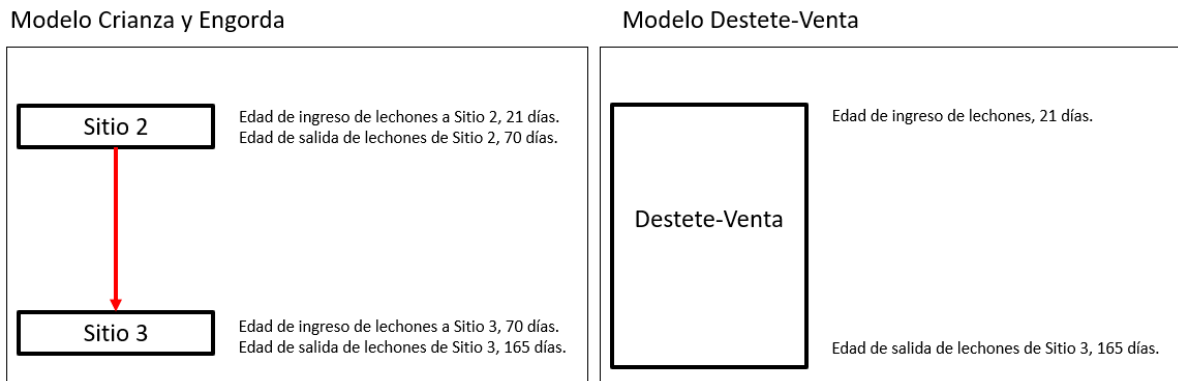 Modelo Crianza y Engorda
Sitio 2
Edad de ingreso de lechones a Sitio 2, 21 días.
Edad de salida de lechones de Sitio 2, 70 días.
Sitio 3
Edad de ingreso de lechones a Sitio 3, 70 días.
Edad de salida de lechones de Sitio 3, 165 días.
Modelo Destete-Venta
Edad de ingreso de lechones, 21 días.
Destete-Venta
Edad de salida de lechones de Sitio 3, 165 días.